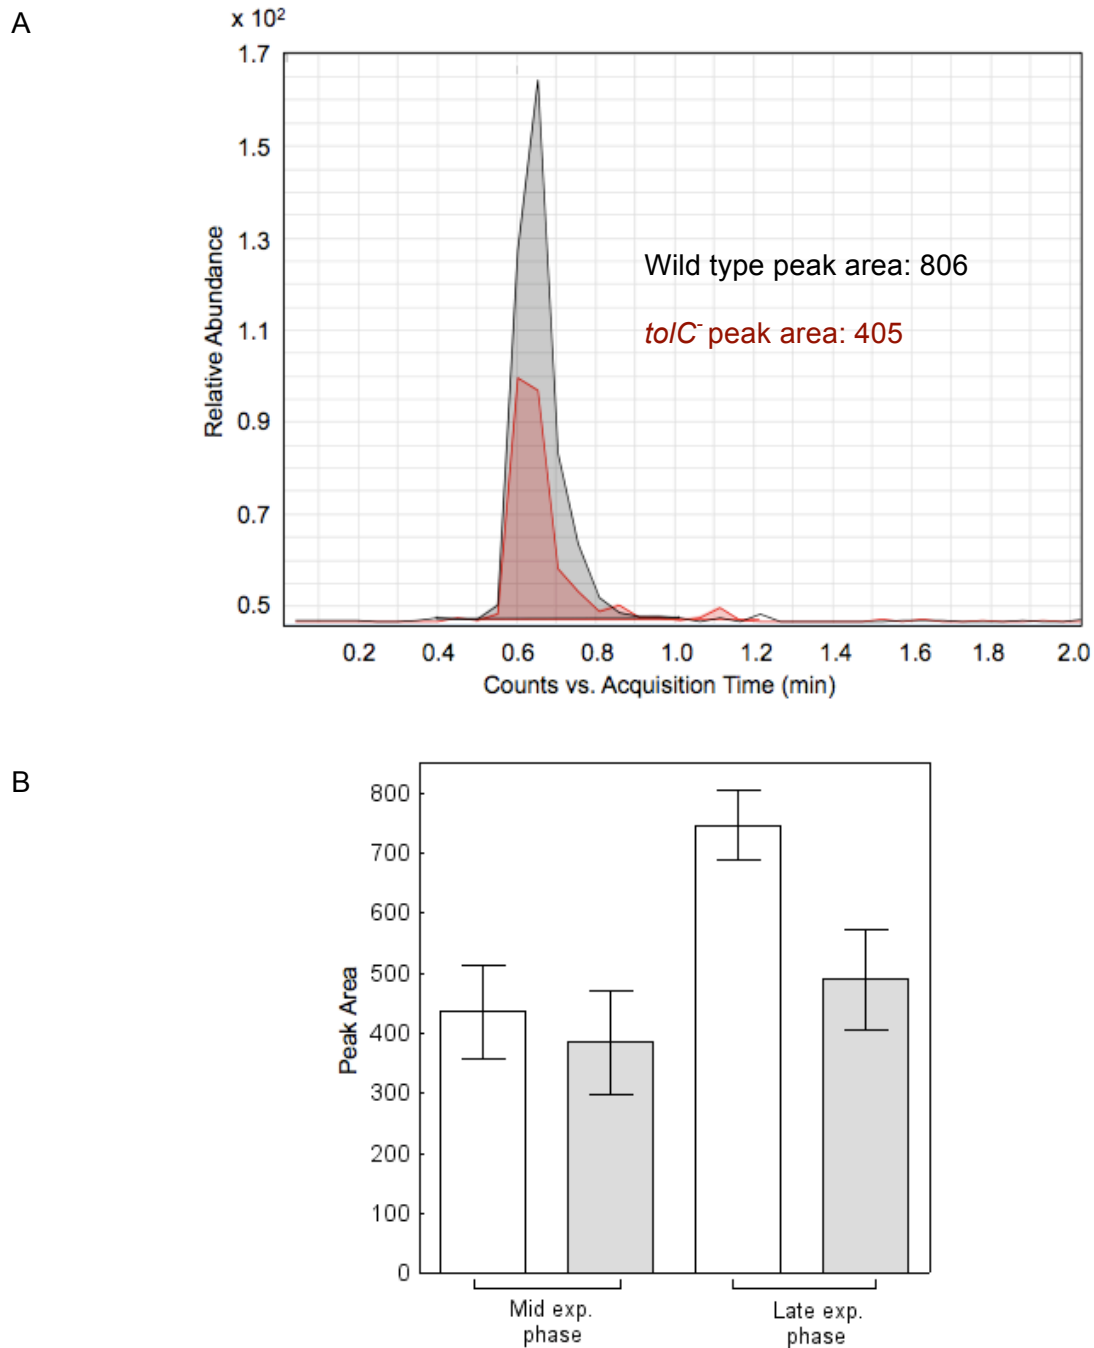 A
x 10²
1.7
1.5
1.3
1.1
0.9
0.7
0.5
Relative Abundance
Wild type peak area: 806
tolC⁻ peak area: 405
0.2 0.4 0.6 0.8 1.0 1.2 1.4 1.6 1.8 2.0
Counts vs. Acquisition Time (min)
B
800
700
600
500
400
300
200
100
0
Peak Area
Mid exp.
phase
Late exp.
phase